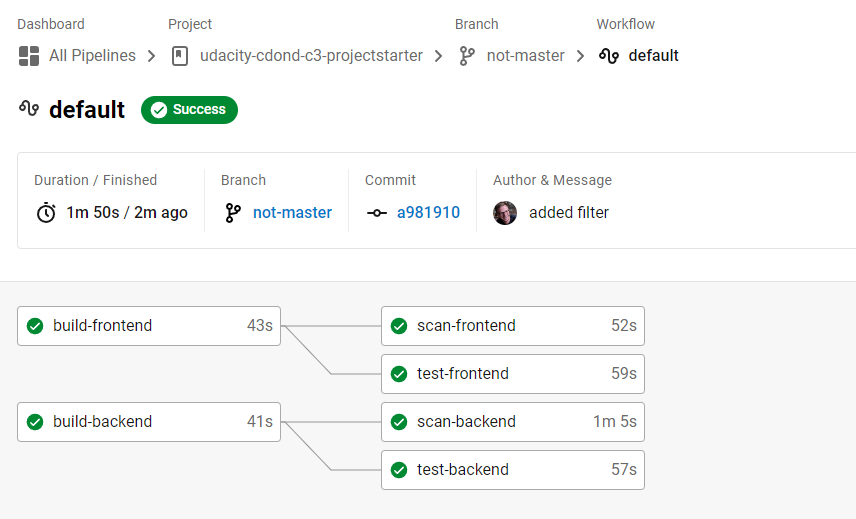 Dashboard Project Branch Workflow
All Pipelines udacity-cdond-c3-projectstarter not-master default
default Success
Duration / Finished Branch Commit Author & Message
1m 50s / 2m ago not-master a981910 added filter
build-frontend 43s scan-frontend 52s
test-frontend 59s
build-backend 41s scan-backend 1m 5s
test-backend 57s